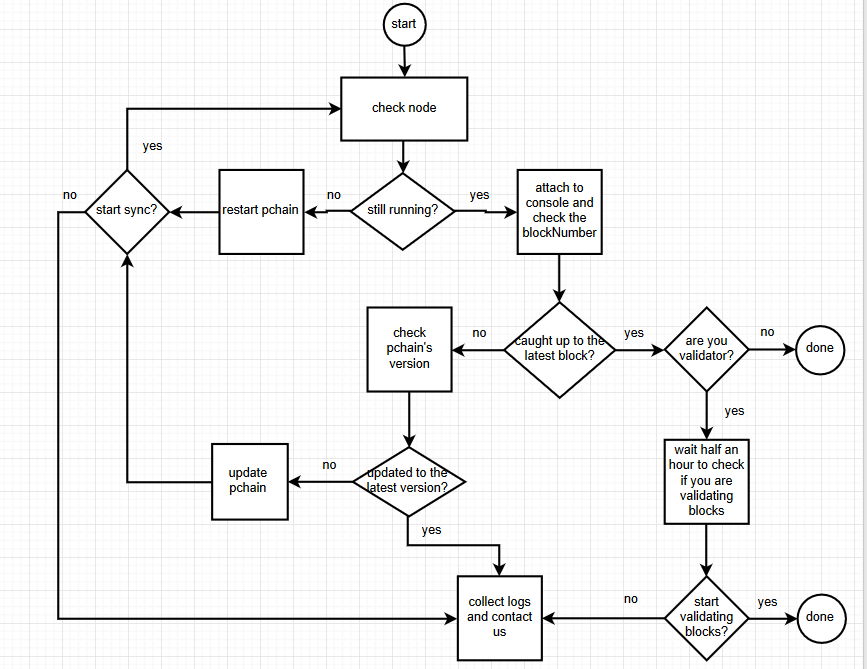 start
check node
yes
no
start sync?
restart pchain
no
still running?
yes
attach to
console and
check the
blockNumber
check
pchain's
version
no
caught up to the
latest block?
yes
are you
validator?
no
done
yes
update
pchain
no
updated to the
latest version?
yes
wait half an
hour to check
if you are
validating
blocks
collect logs
and contact
us
no
start
validating
blocks?
yes
done